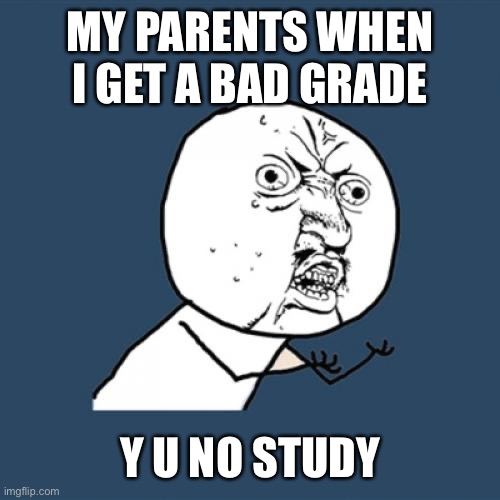 MY PARENTS WHEN
I GET A BAD GRADE
Y U NO STUDY
imgflip.com